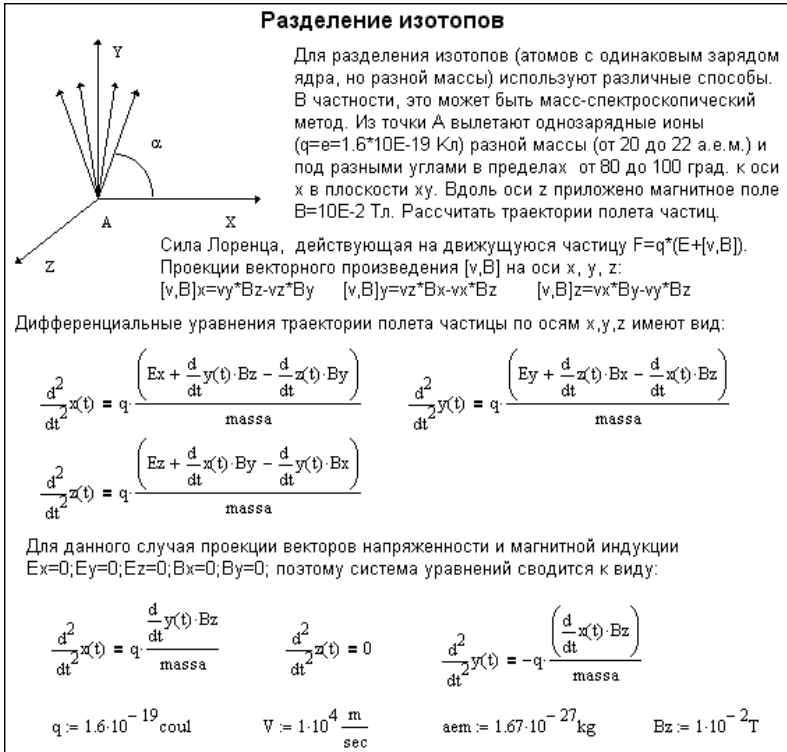 Разделение изотопов
Для разделения изотопов (атомов с одинаковым зарядом
ядра, но разной массы) используют различные способы.
В частности, это может быть масс-спектроскопический
метод. Из точки А вылетают однозарядные ионы
(q=e=1.6*10E-19 Кл) разной массы (от 20 до 22 а.е.м.) и
под разными углами в пределах от 80 до 100 град. к оси
x в плоскости xy. Вдоль оси z приложено магнитное поле
B=10E-2 Тл. Рассчитать траектории полета частиц.
Y
α
A
X
Z
Сила Лоренца, действующая на движущуюся частицу F=q*(E+[v,B]).
Проекции векторного произведения [v,B] на оси x, y, z:
[v,B]x=vy*Bz-vz*By [v,B]y=vz*Bx-vx*Bz [v,B]z=vx*By-vy*Bz
Дифференциальные уравнения траектории полета частицы по осям x,y,z имеют вид:
d²/dt² x(t) = q·(Ex + d/dt y(t)·Bz − d/dt z(t)·By)/massa d²/dt² y(t) = q·(Ey + d/dt z(t)·Bx − d/dt x(t)·Bz)/massa
d²/dt² z(t) = q·(Ez + d/dt x(t)·By − d/dt y(t)·Bx)/massa
Для данного случая проекции векторов напряженности и магнитной индукции
Ex=0;Ey=0;Ez=0;Bx=0;By=0; поэтому система уравнений сводится к виду:
d²/dt² x(t) = q·(d/dt y(t)·Bz)/massa d²/dt² z(t) = 0 d²/dt² y(t) = −q·(d/dt x(t)·Bz)/massa
q := 1.6·10^−19 coul V := 1·10^4 m/sec aem := 1.67·10^−27 kg Bz := 1·10^−2 T